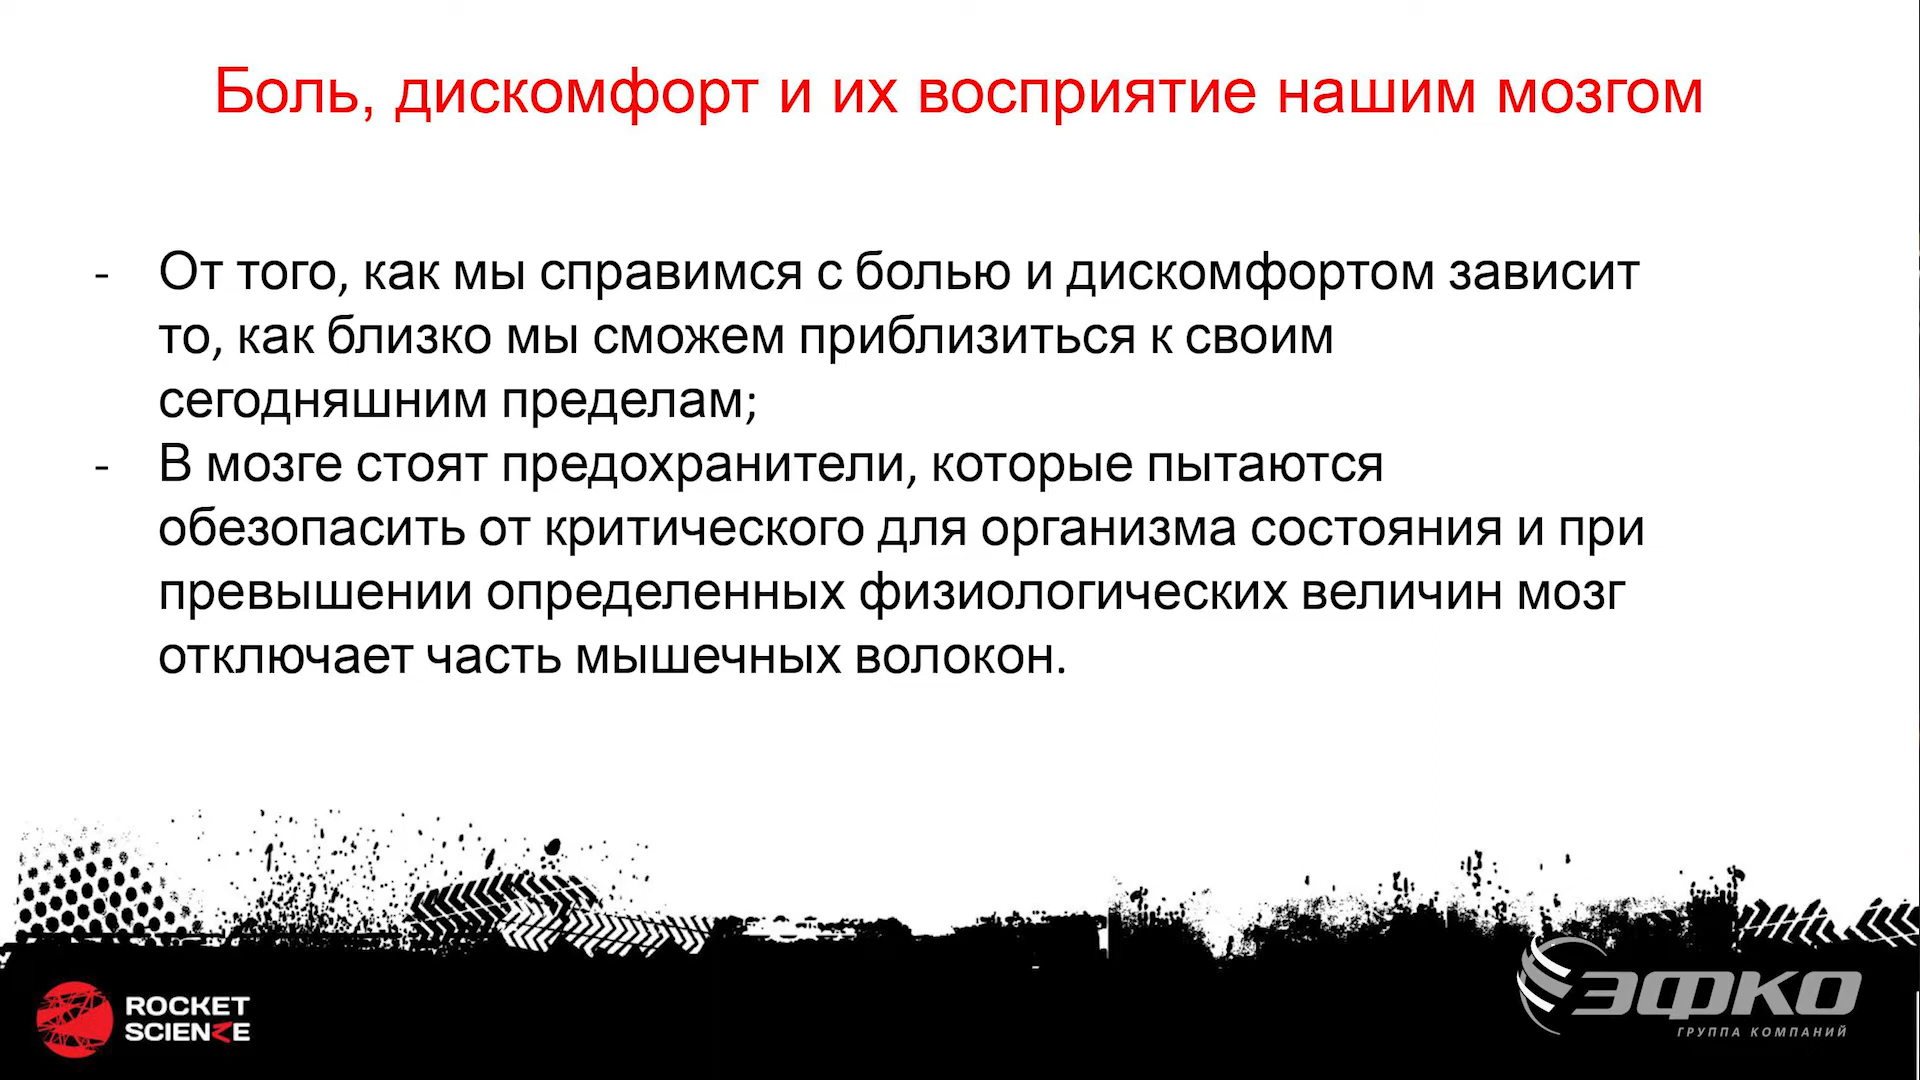 Боль, дискомфорт и их восприятие нашим мозгом
- От того, как мы справимся с болью и дискомфортом зависит
то, как близко мы сможем приблизиться к своим
сегодняшним пределам;
- В мозге стоят предохранители, которые пытаются
обезопасить от критического для организма состояния и при
превышении определенных физиологических величин мозг
отключает часть мышечных волокон.
ROCKET
SCIENZE
ЭФКО
ГРУППА КОМПАНИЙ